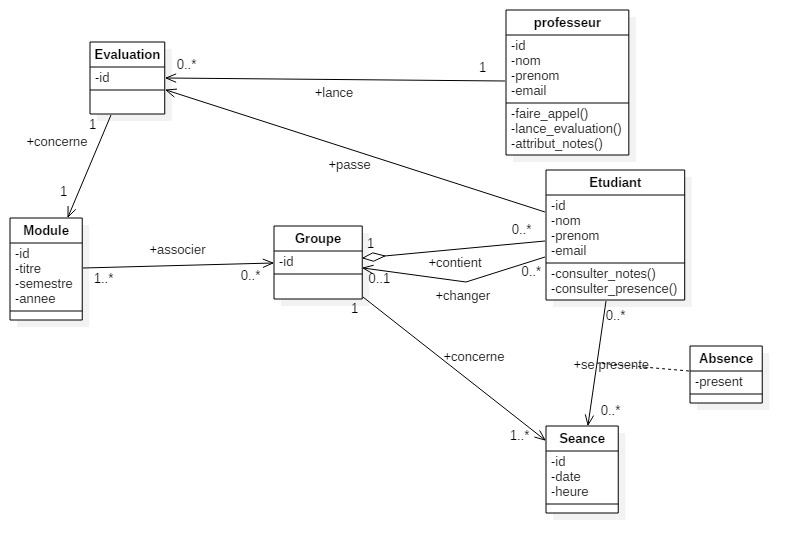 professeur
-id
-nom
-prenom
-email
-faire_appel()
-lance_evaluation()
-attribut_notes()
Evaluation
-id
0..*
1
+lance
1
+concerne
1
+passe
Etudiant
-id
-nom
-prenom
-email
-consulter_notes()
-consulter_presence()
Module
-id
-titre
-semestre
-annee
+associer
1..*
0..*
Groupe
-id
1
0..*
+contient
0..1
0..*
+changer
1
+concerne
1..*
0..*
+se presente
0..*
Absence
-present
Seance
-id
-date
-heure